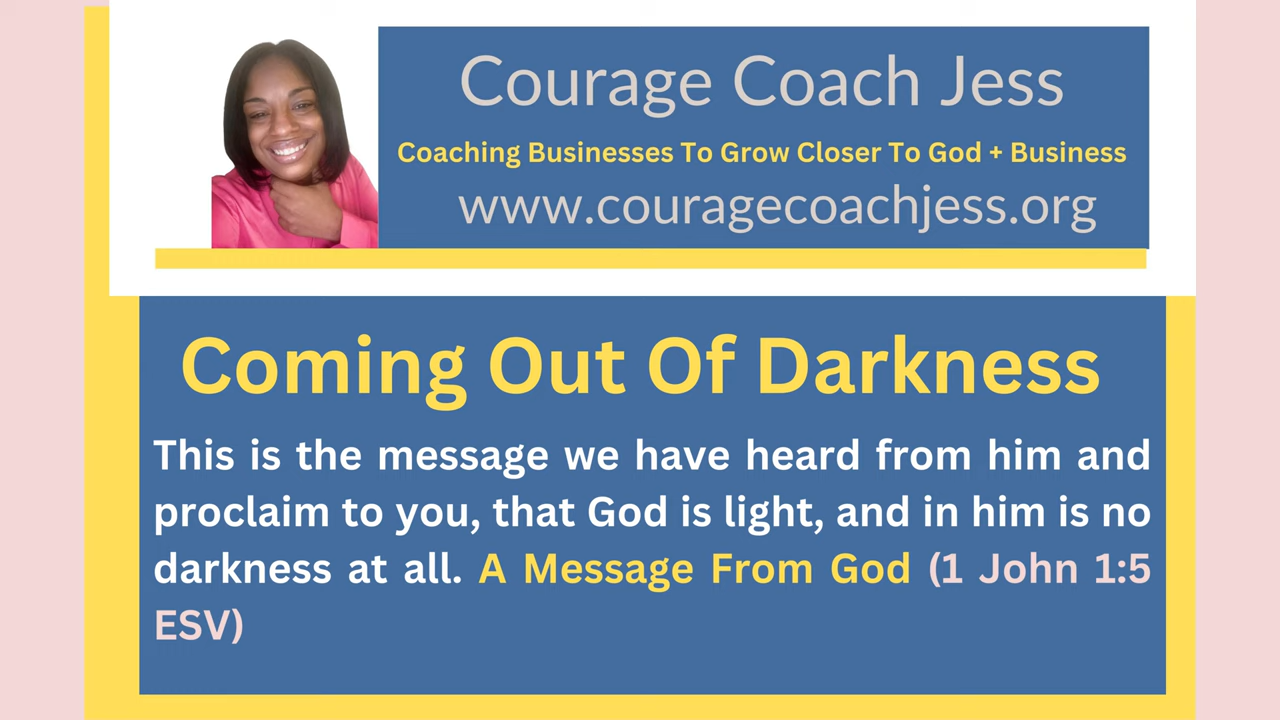 Courage Coach Jess
Coaching Businesses To Grow Closer To God + Business
www.couragecoachjess.org
Coming Out Of Darkness
This is the message we have heard from him and
proclaim to you, that God is light, and in him is no
darkness at all. A Message From God (1 John 1:5
ESV)